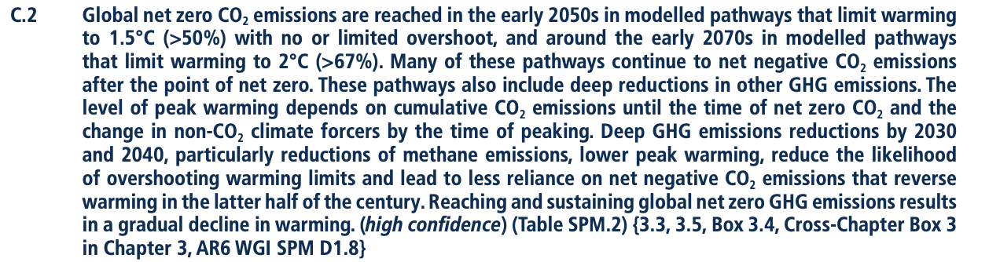 C.2 Global net zero CO₂ emissions are reached in the early 2050s in modelled pathways that limit warming
to 1.5°C (>50%) with no or limited overshoot, and around the early 2070s in modelled pathways
that limit warming to 2°C (>67%). Many of these pathways continue to net negative CO₂ emissions
after the point of net zero. These pathways also include deep reductions in other GHG emissions. The
level of peak warming depends on cumulative CO₂ emissions until the time of net zero CO₂ and the
change in non-CO₂ climate forcers by the time of peaking. Deep GHG emissions reductions by 2030
and 2040, particularly reductions of methane emissions, lower peak warming, reduce the likelihood
of overshooting warming limits and lead to less reliance on net negative CO₂ emissions that reverse
warming in the latter half of the century. Reaching and sustaining global net zero GHG emissions results
in a gradual decline in warming. (high confidence) (Table SPM.2) {3.3, 3.5, Box 3.4, Cross-Chapter Box 3
in Chapter 3, AR6 WGI SPM D1.8}